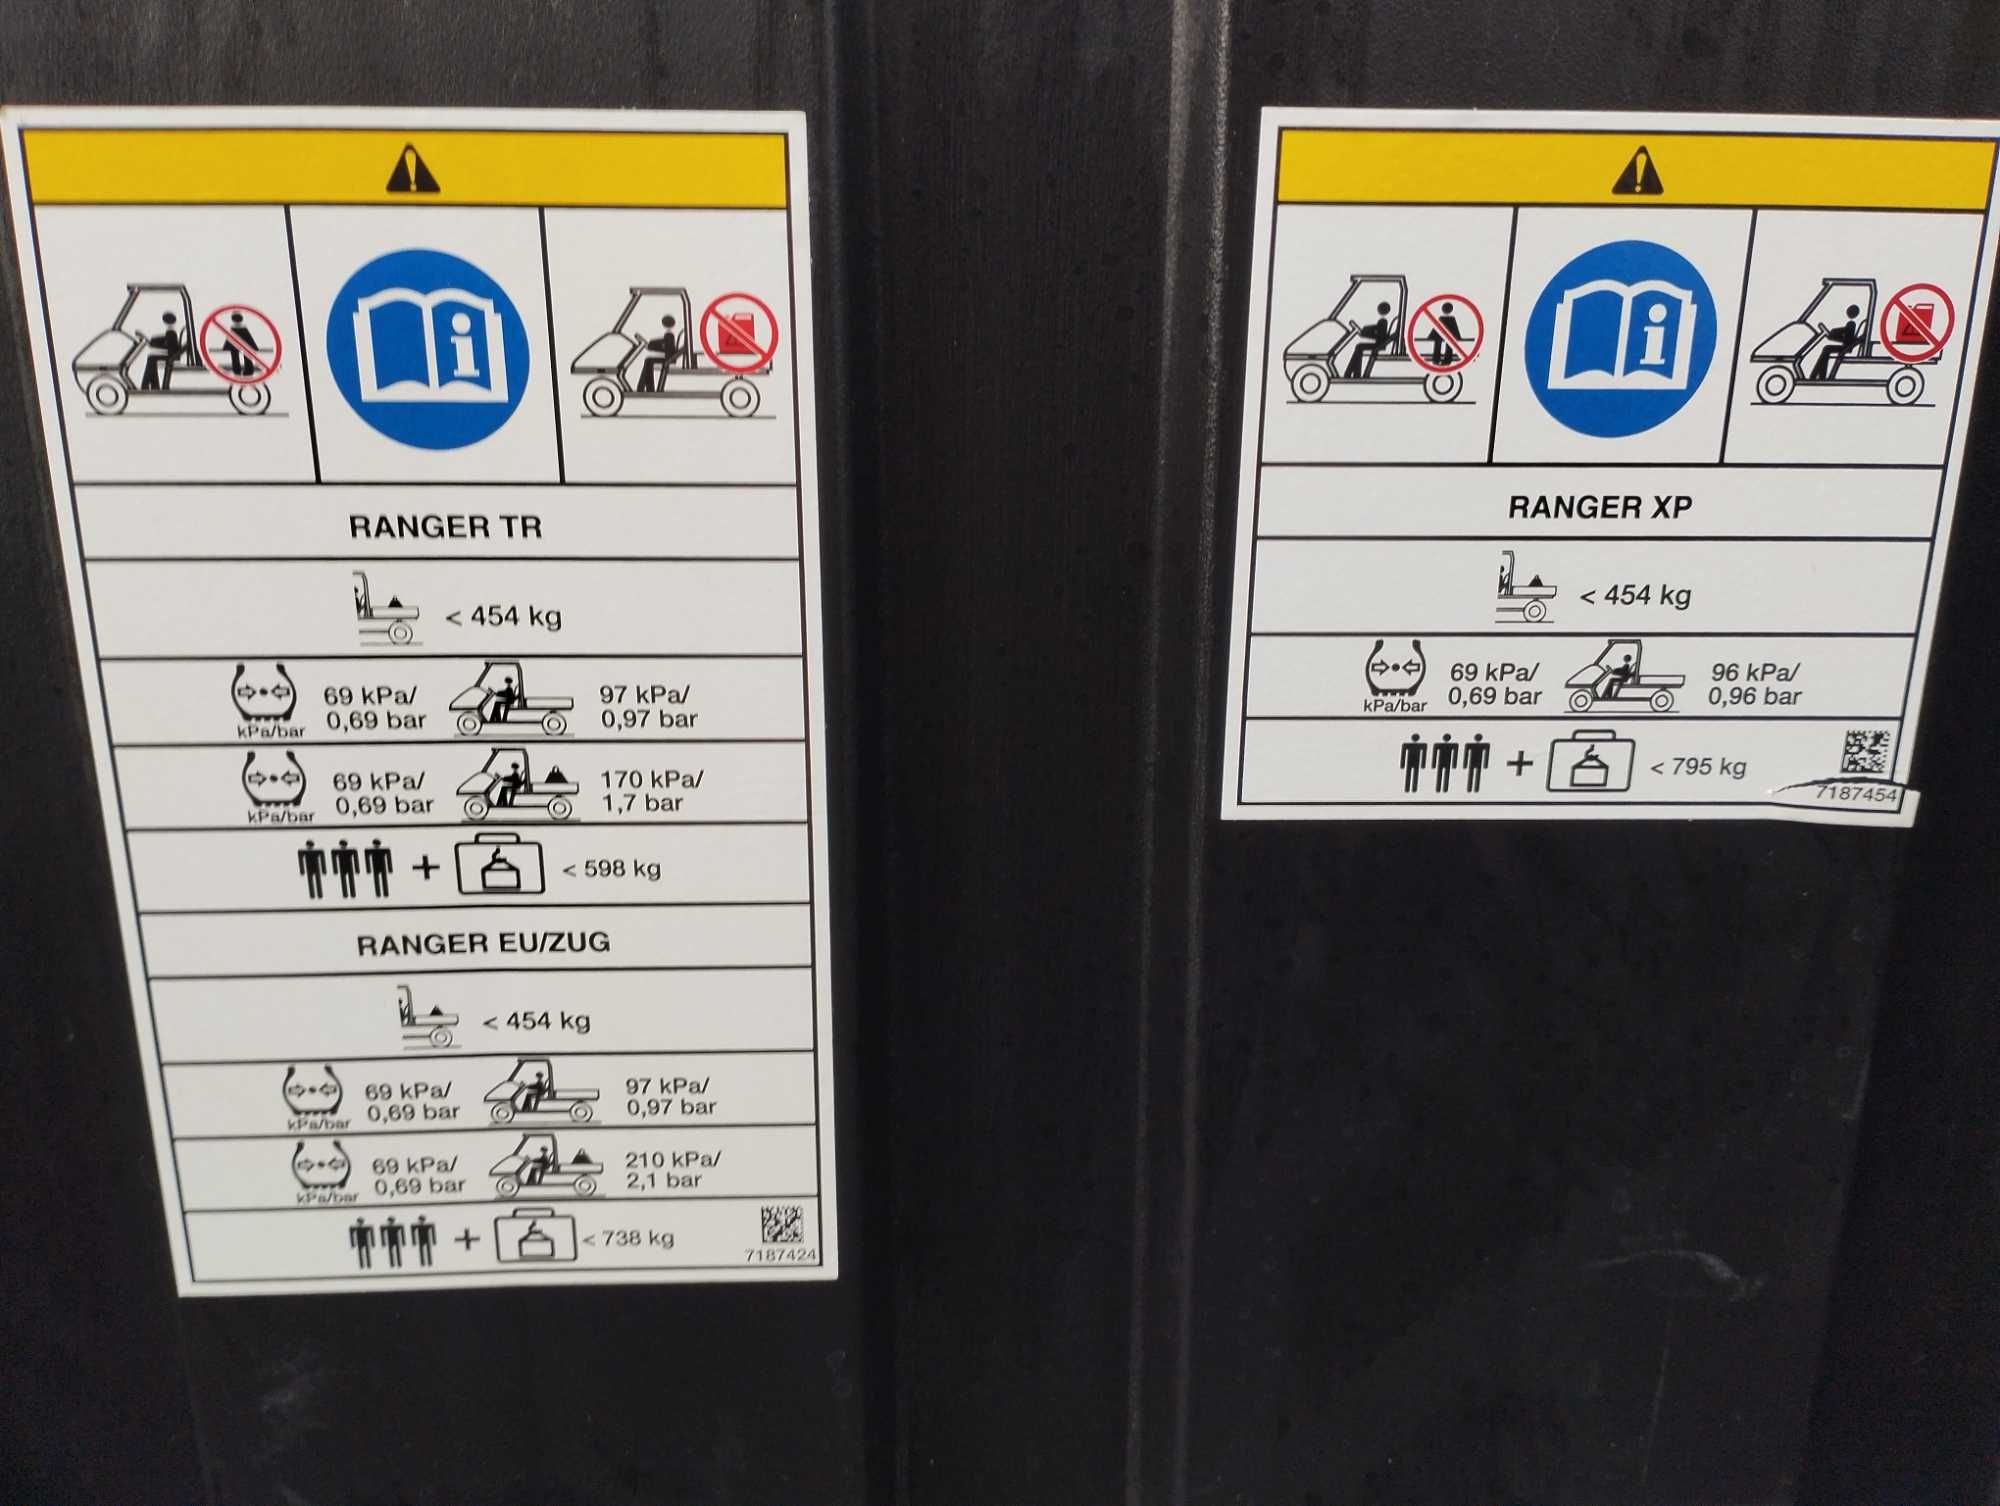 RANGER TR
< 454 kg
kPa/bar
69 kPa/
0,69 bar
97 kPa/
0,97 bar
kPa/bar
69 kPa/
0,69 bar
170 kPa/
1,7 bar
+ < 598 kg
RANGER EU/ZUG
< 454 kg
kPa/bar
69 kPa/
0,69 bar
97 kPa/
0,97 bar
kPa/bar
69 kPa/
0,69 bar
210 kPa/
2,1 bar
+ < 738 kg
7187424
RANGER XP
< 454 kg
kPa/bar
69 kPa/
0,69 bar
96 kPa/
0,96 bar
+ < 795 kg
7187454